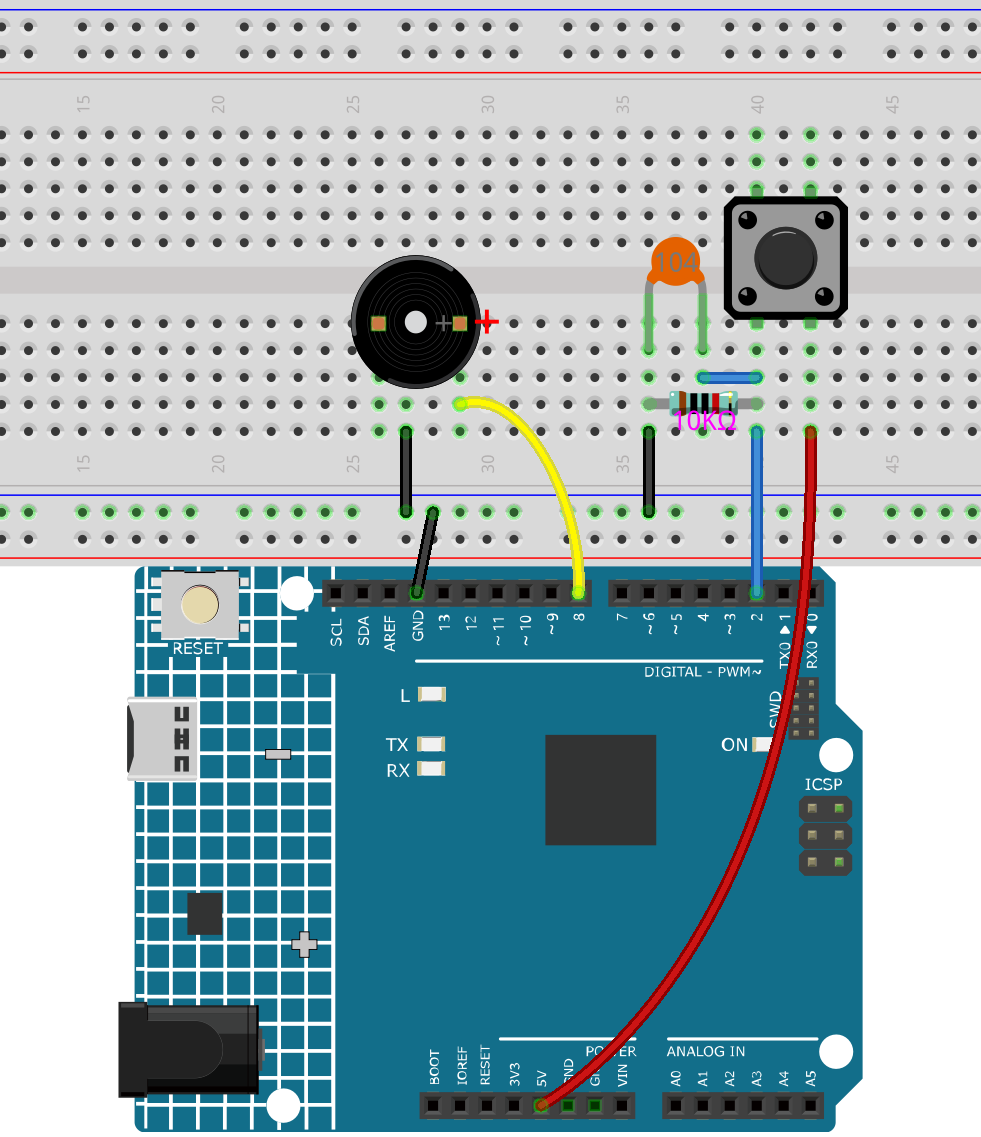 15 20 25 30 35 40 45
104
+
10KΩ
15 20 25 30 35 40 45
SCL SDA AREF GND 13 12 ~11 ~10 ~9 8 7 ~6 ~5 4 ~3 2 TX0 ▶ 1 RX0 ◀ 0
RESET
DIGITAL - PWM~
L
SWD
TX
ON
RX
ICSP
POWER
ANALOG IN
BOOT IOREF RESET 3V3 5V GND VIN A0 A1 A2 A3 A4 A5